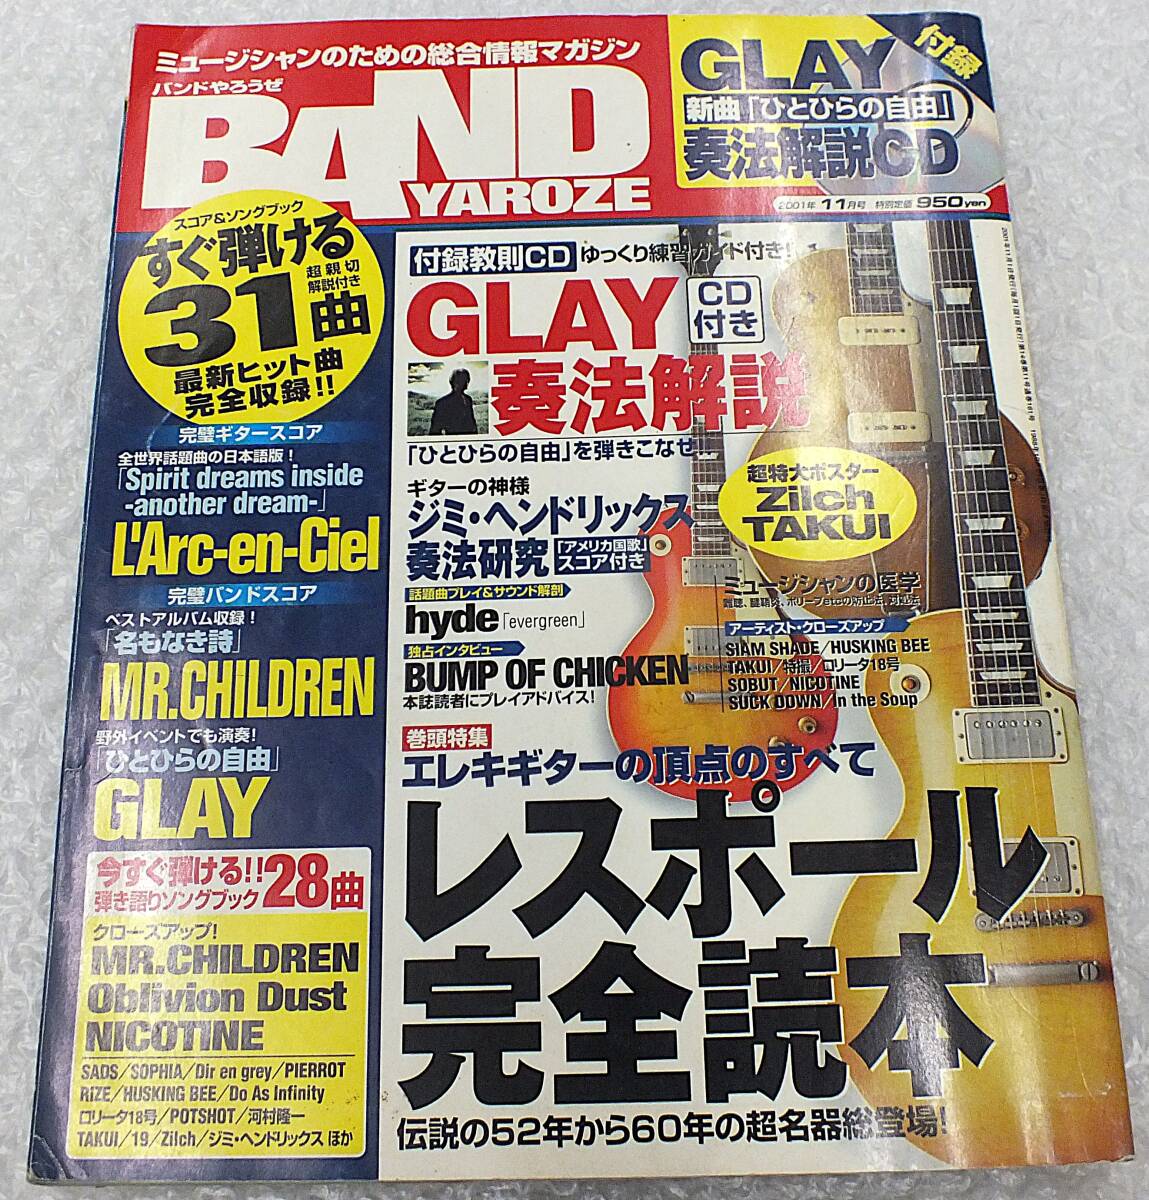 ミュージシャンのための総合情報マガジン
バンドやろうぜ
BAND
YAROZE
GLAY
付録
新曲「ひとひらの自由」
奏法解説CD
2001年 11月号 特別定価 950yen
スコア&ソングブック
すぐ弾ける
31曲
超親切
解説付き
最新ヒット曲
完全収録!!
完璧ギタースコア
全世界話題曲の日本語版！
「Spirit dreams inside
-another dream-」
L'Arc-en-Ciel
完璧バンドスコア
ベストアルバム収録！
「名もなき詩」
MR.CHILDREN
野外イベントでも演奏！
「ひとひらの自由」
GLAY
今すぐ弾ける!!
弾き語りソングブック
28曲
クローズアップ！
MR.CHILDREN
Oblivion Dust
NICOTINE
SADS／SOPHIA／Dir en grey／PIERROT
RIZE／HUSKING BEE／Do As Infinity
ロリータ18号／POTSHOT／河村隆一
TAKUI／19／Zilch／ジミ・ヘンドリックス ほか
付録教則CD
ゆっくり練習ガイド付き！
GLAY
CD
付き
奏法解説
「ひとひらの自由」を弾きこなせ
ギターの神様
ジミ・ヘンドリックス
奏法研究
「アメリカ国歌」
スコア付き
話題曲プレイ&サウンド解剖
hyde「evergreen」
独占インタビュー
BUMP OF CHICKEN
本誌読者にプレイアドバイス！
超特大ポスター
Zilch
TAKUI
ミュージシャンの医学
難聴、腱鞘炎、ポリープetcの防止法、対処法
アーティスト・クローズアップ
SIAM SHADE／HUSKING BEE
TAKUI／特撮／ロリータ18号
SOBUT／NICOTINE
SUCK DOWN／In the Soup
巻頭特集
エレキギターの頂点のすべて
レスポール
完全読本
伝説の52年から60年の超名器総登場！